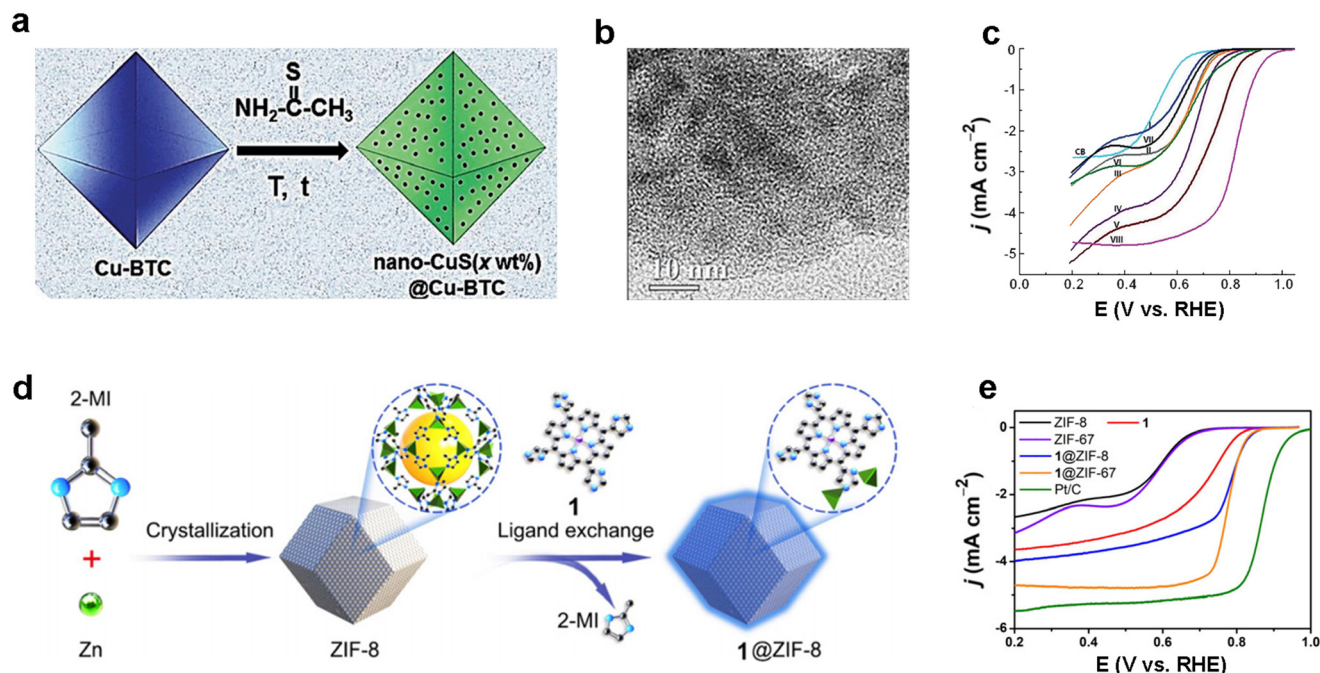 a
S
NH2-C-CH3
T, t
Cu-BTC
nano-CuS(x wt%)
@Cu-BTC
b
10 nm
c
j (mA cm−2)
0
-1
-2
-3
-4
-5
CB
I
VII
II
VI
III
IV
V
VIII
0.0 0.2 0.4 0.6 0.8 1.0
E (V vs. RHE)
d
2-MI
+
Zn
Crystallization
ZIF-8
1
Ligand exchange
2-MI
1@ZIF-8
e
ZIF-8 1
ZIF-67
1@ZIF-8
1@ZIF-67
Pt/C
j (mA cm−2)
0
-2
-4
-6
0.2 0.4 0.6 0.8 1.0
E (V vs. RHE)